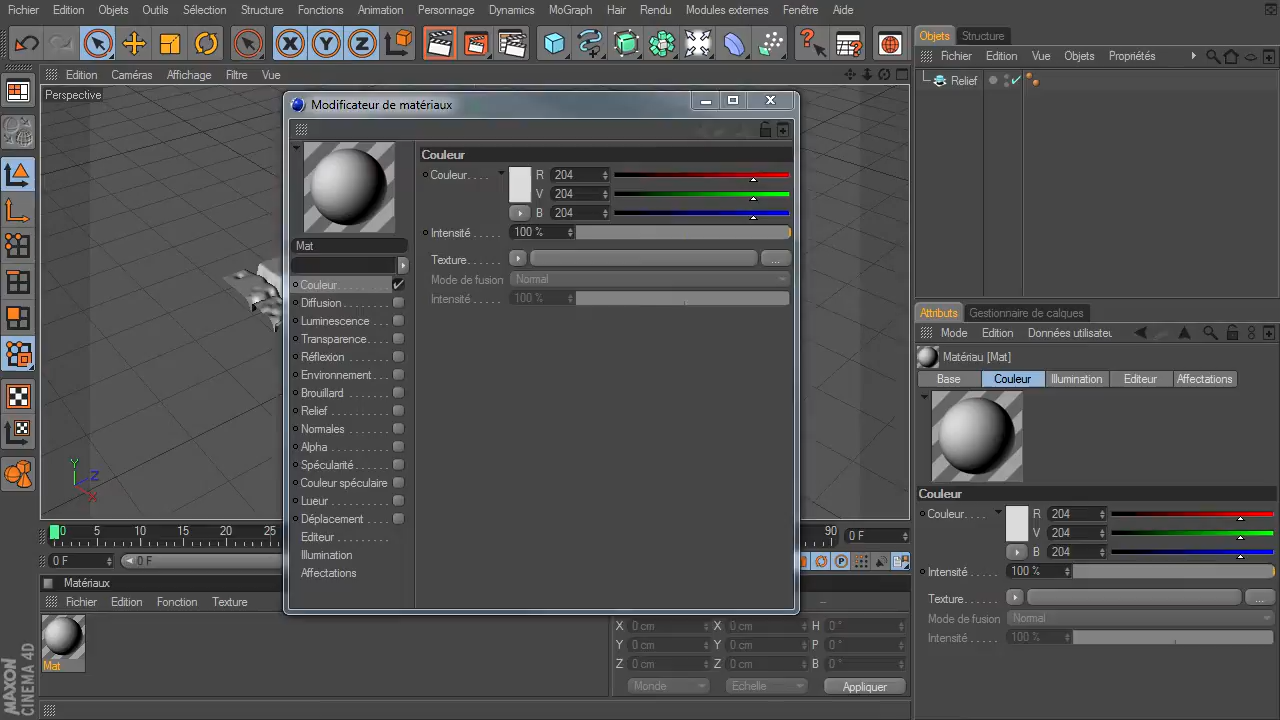 Fichier Edition Objets Outils Sélection Structure Fonctions Animation Personnage Dynamics MoGraph Hair Rendu Modules externes Fenêtre Aide
Edition Caméras Affichage Filtre Vue
Perspective
Modificateur de matériaux
Mat
Couleur
Diffusion
Luminescence
Transparence
Réflexion
Environnement
Brouillard
Relief
Normales
Alpha
Spécularité
Couleur spéculaire
Lueur
Déplacement
Editeur
Illumination
Affectations
Couleur
Couleur R 204
V 204
B 204
Intensité 100 %
Texture ...
Mode de fusion Normal
Intensité 100 %
0 5 10 15 20 25 90 0 F
0 F 0 F
Matériaux
Fichier Edition Fonction Texture
Mat
X 0 cm X 0 cm H 0 °
Y 0 cm Y 0 cm P 0 °
Z 0 cm Z 0 cm B 0 °
Monde Echelle Appliquer
MAXON
CINEMA 4D
Objets Structure
Fichier Edition Vue Objets Propriétés
Relief
Attributs Gestionnaire de calques
Mode Edition Données utilisateu
Matériau [Mat]
Base Couleur Illumination Editeur Affectations
Couleur
Couleur R 204
V 204
B 204
Intensité 100 %
Texture ...
Mode de fusion Normal
Intensité 100 %